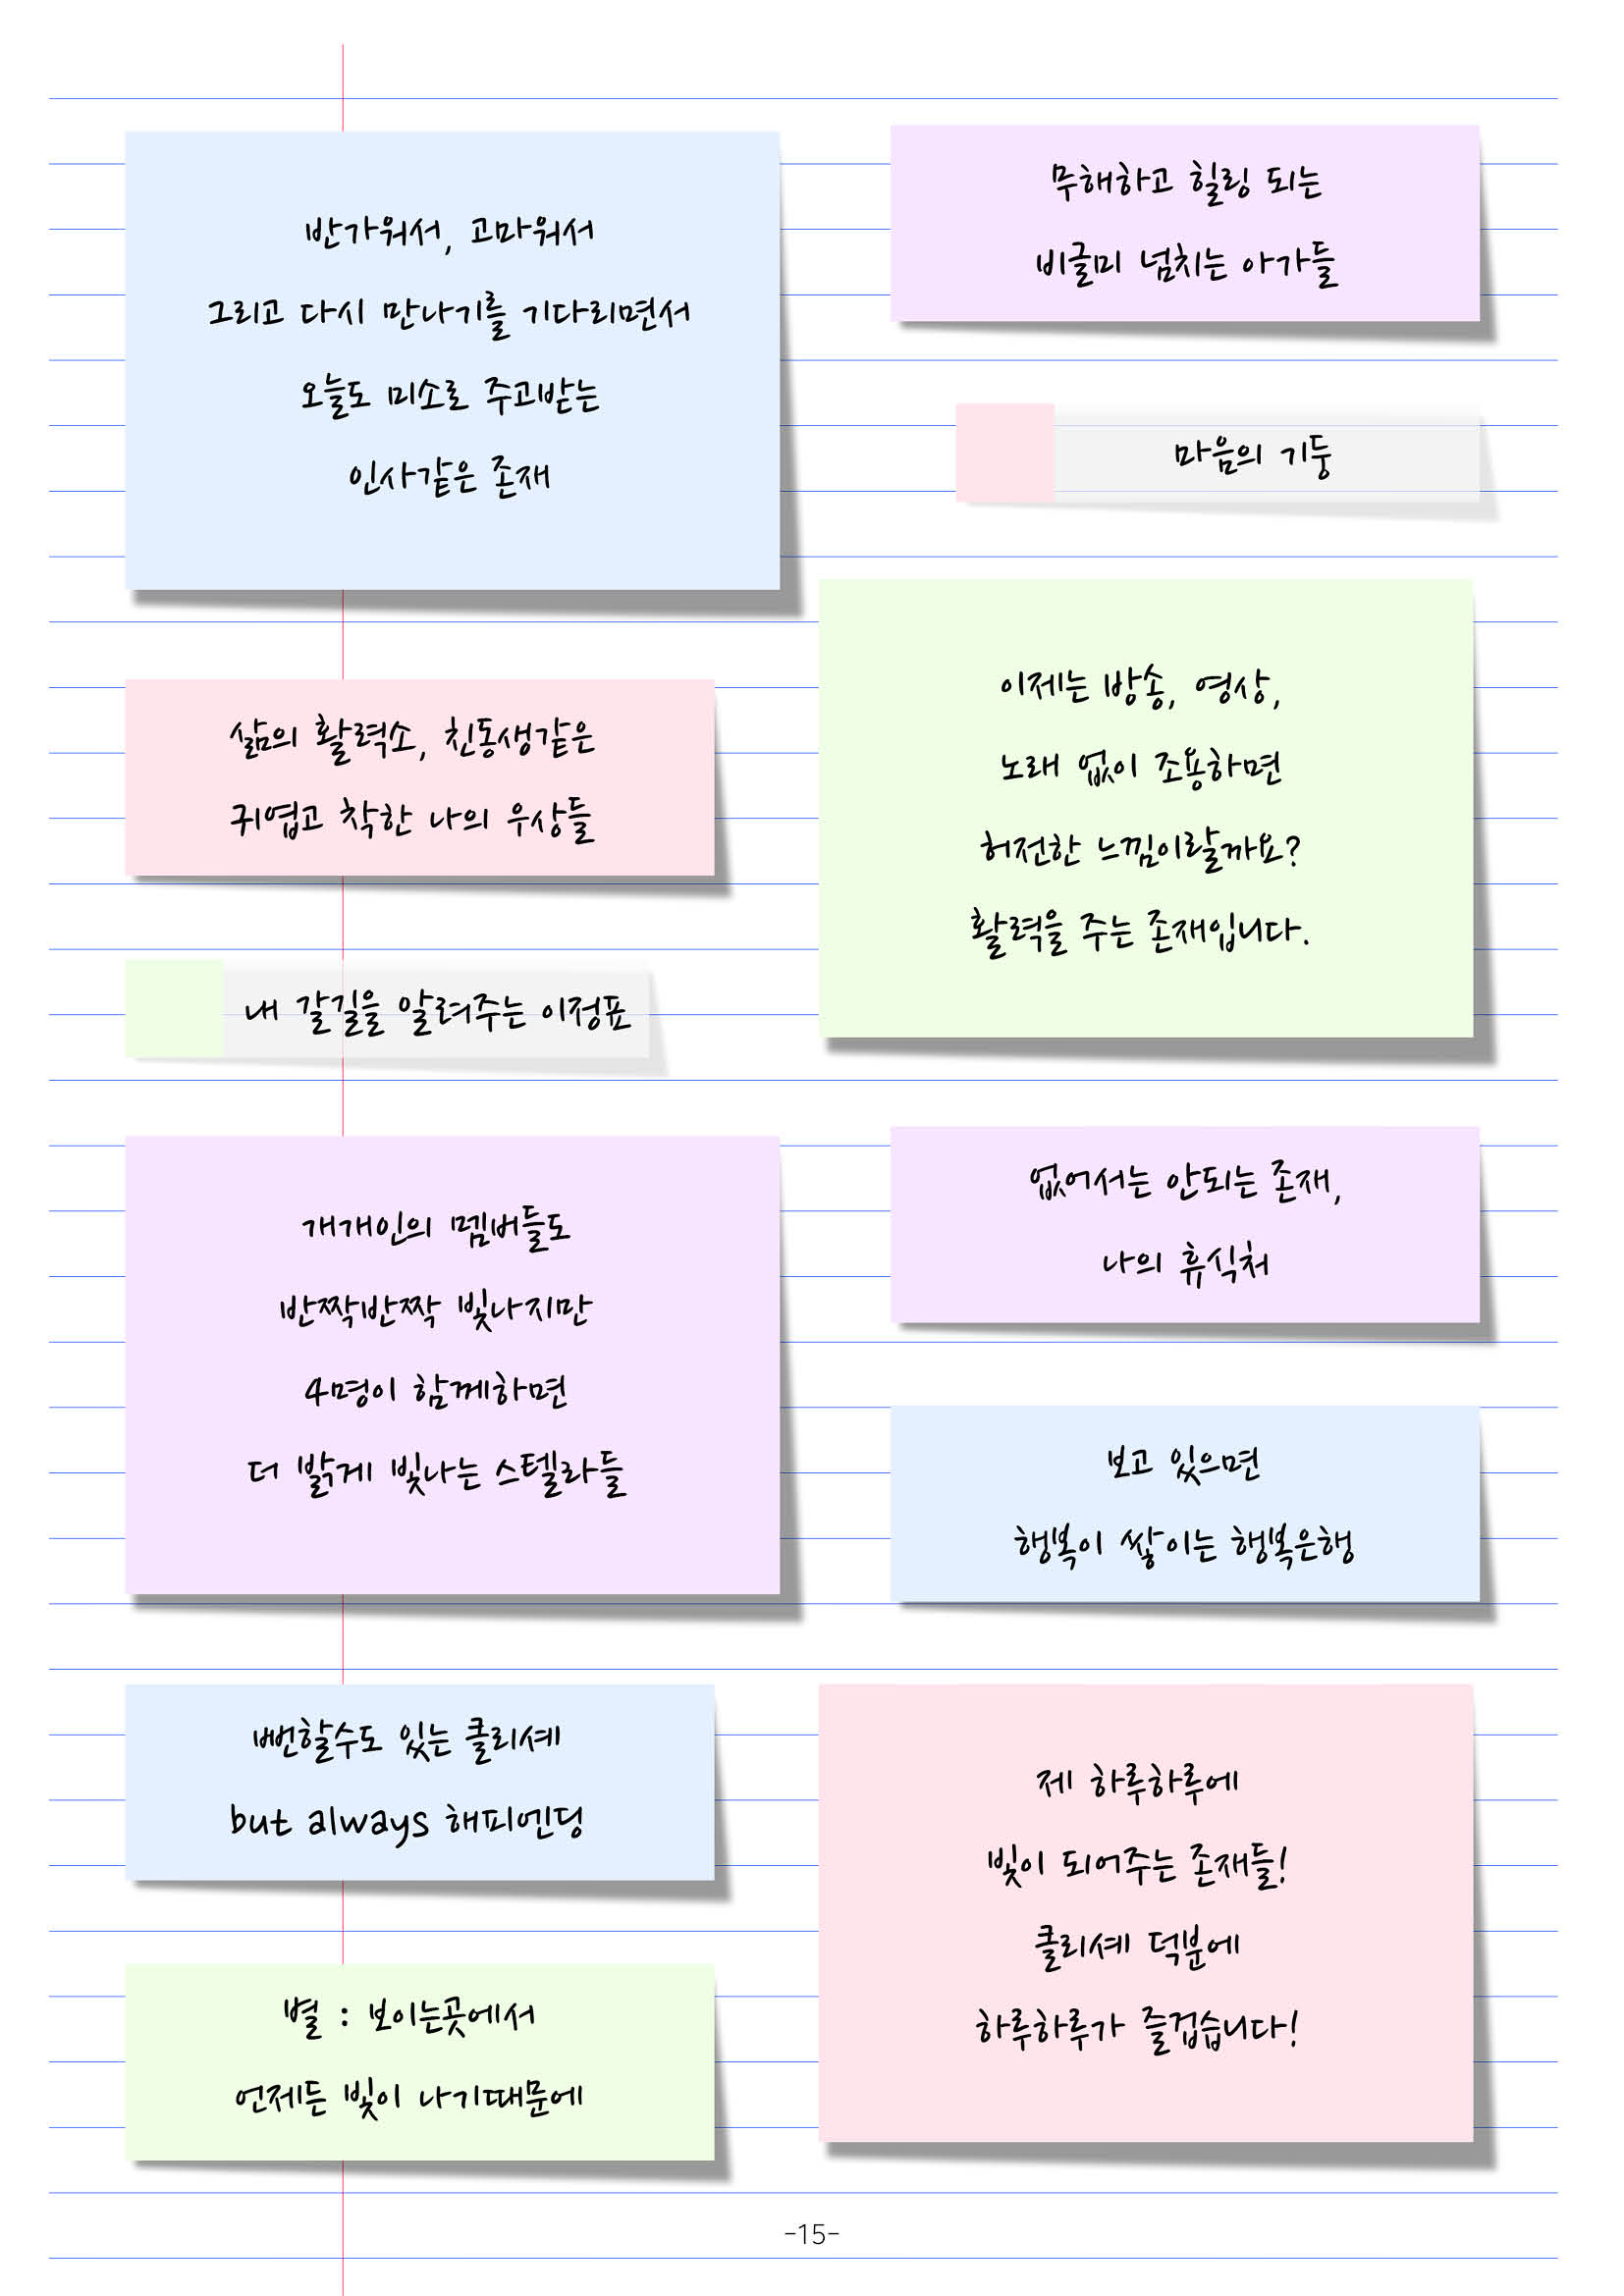 반가워서, 고마워서
그리고 다시 만나기를 기다리면서
오늘도 미소로 주고받는
인사같은 존재
무해하고 힐링 되는
비글미 넘치는 아가들
마음의 기둥
삶의 활력소, 친동생같은
귀엽고 착한 나의 우상들
이제는 방송, 영상,
노래 없이 조용하면
허전한 느낌이랄까요?
활력을 주는 존재입니다.
내 갈길을 알려주는 이정표
개개인의 멤버들도
반짝반짝 빛나지만
4명이 함께하면
더 밝게 빛나는 스텔라들
없어서는 안되는 존재,
나의 휴식처
보고 있으면
행복이 쌓이는 행복은행
뻔할수도 있는 클리셰
but always 해피엔딩
제 하루하루에
빛이 되어주는 존재들!
클리셰 덕분에
하루하루가 즐겁습니다!
별 : 보이는곳에서
언제든 빛이 나기때문에
-15-